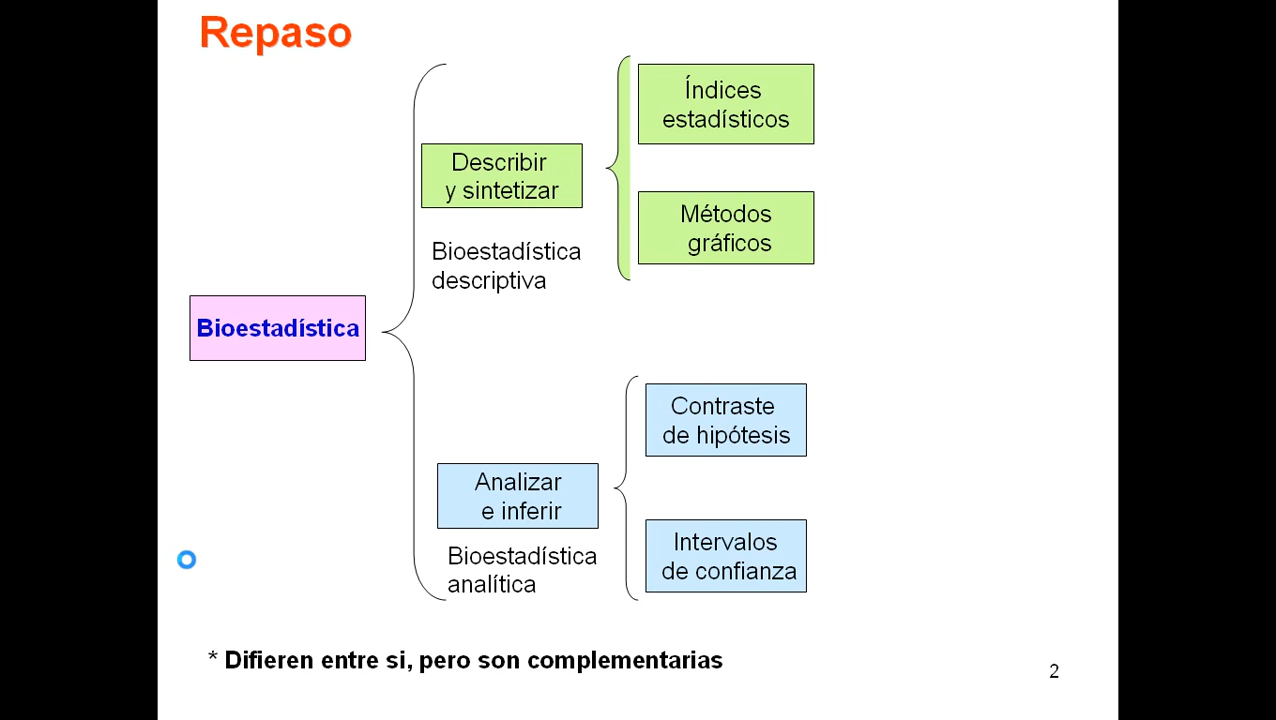 Repaso
Índices
estadísticos
Describir
y sintetizar
Métodos
gráficos
Bioestadística
descriptiva
Bioestadística
Contraste
de hipótesis
Analizar
e inferir
Intervalos
de confianza
Bioestadística
analítica
* Difieren entre si, pero son complementarias
2